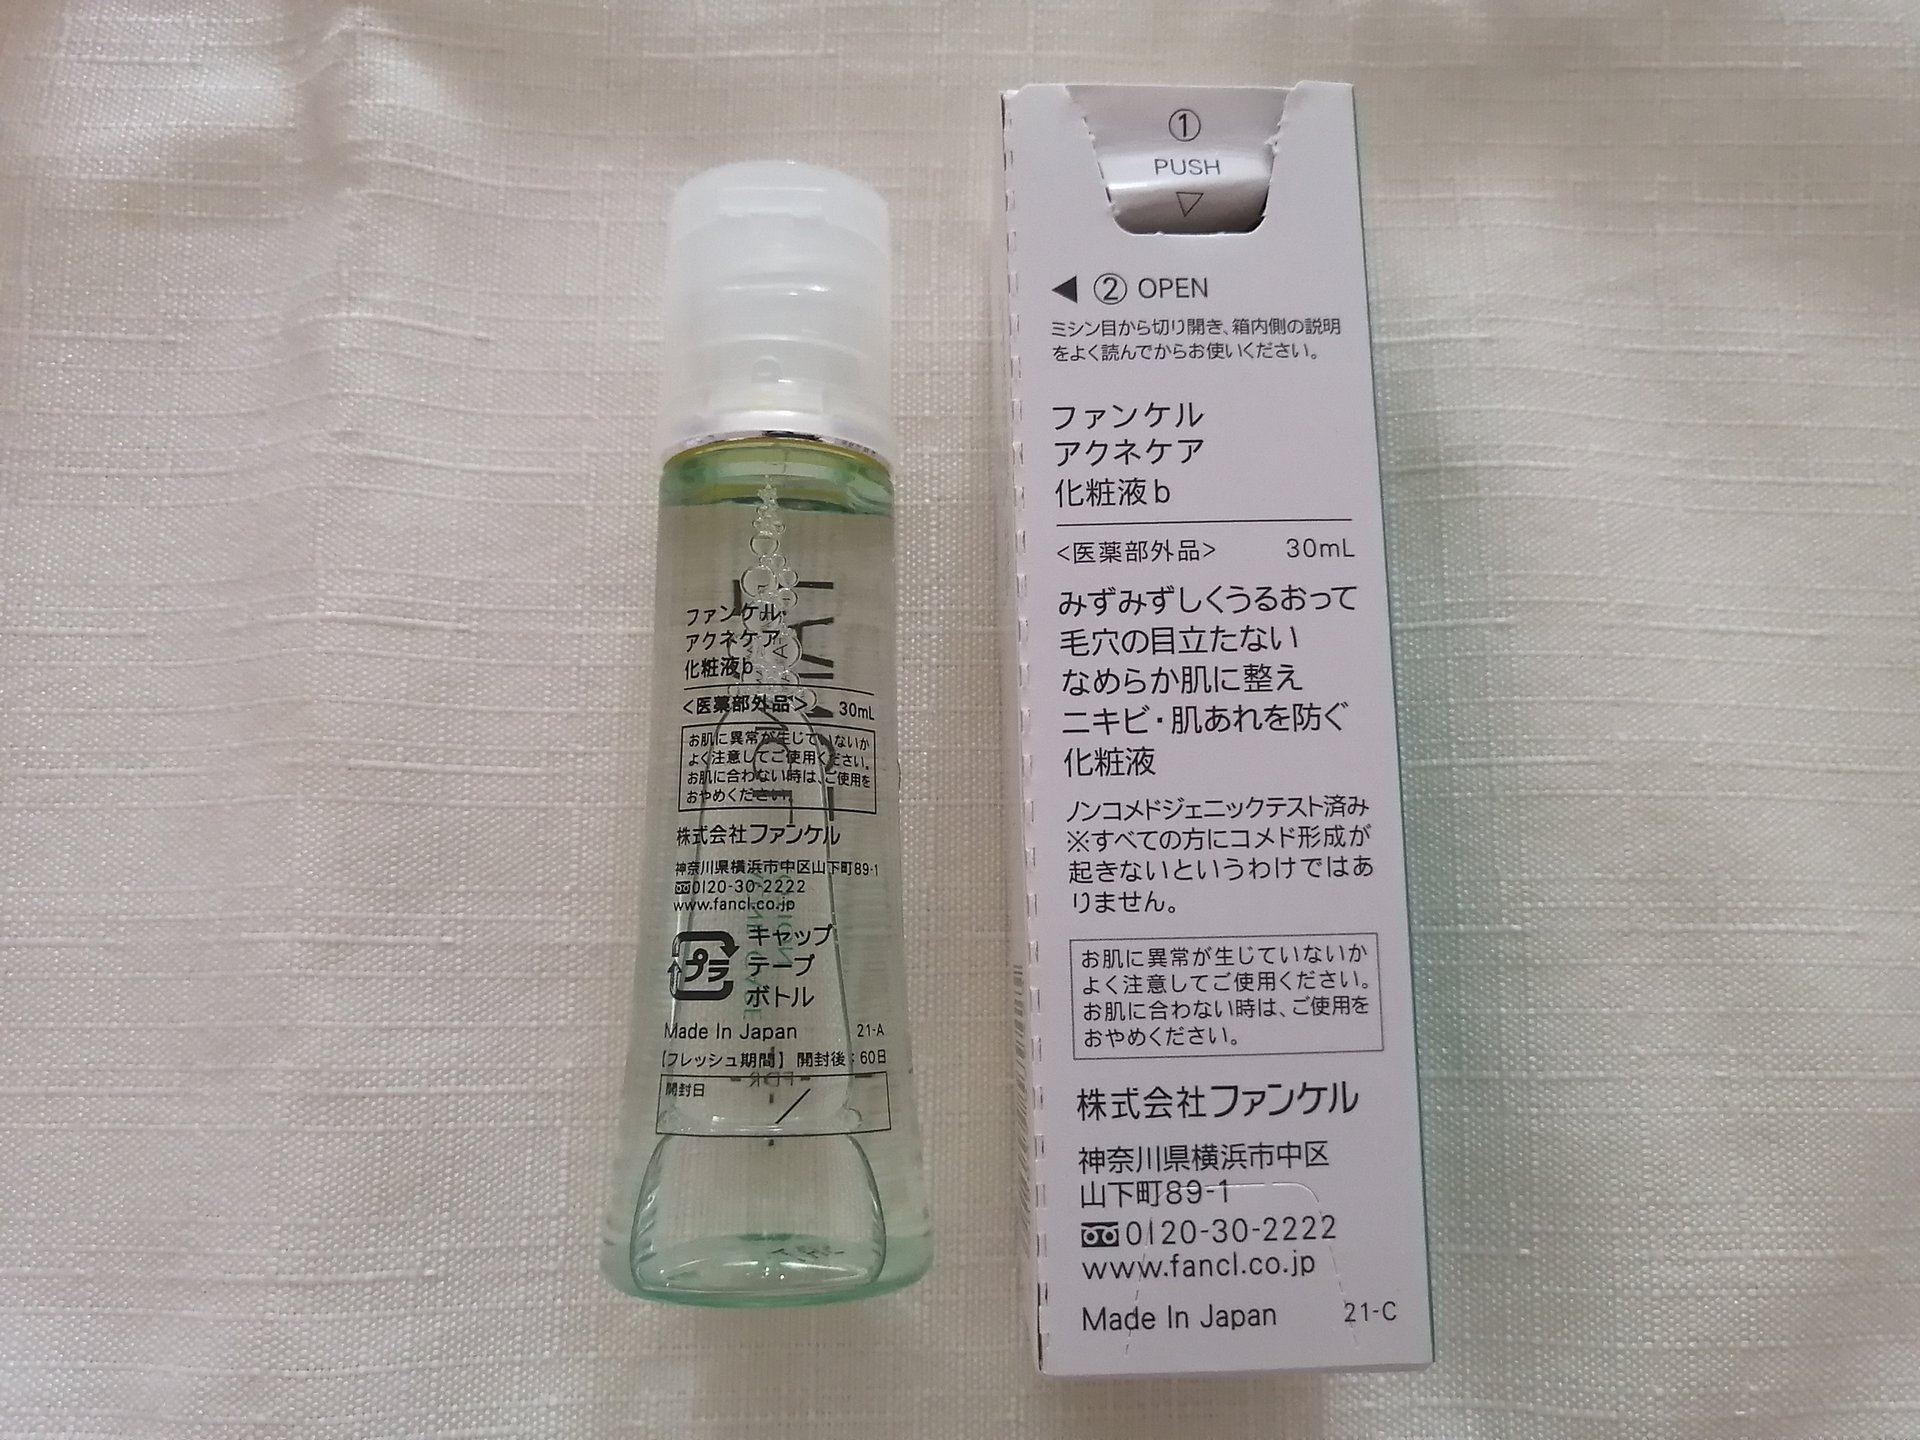 ファンケル
アクネケア
化粧液b
<医薬部外品> 30mL
お肌に異常が生じていないか
よく注意してご使用ください。
お肌に合わない時は、ご使用を
おやめください。
株式会社ファンケル
神奈川県横浜市中区山下町89-1
0120-30-2222
www.fancl.co.jp
プラ
キャップ
テープ
ボトル
Made In Japan 21-A
【フレッシュ期間】 開封後:60日
開封日
/
① PUSH ▽
◀ ② OPEN
ミシン目から切り開き、箱内側の説明
をよく読んでからお使いください。
ファンケル
アクネケア
化粧液b
<医薬部外品> 30mL
みずみずしくうるおって
毛穴の目立たない
なめらか肌に整え
ニキビ・肌あれを防ぐ
化粧液
ノンコメドジェニックテスト済み
※すべての方にコメド形成が
起きないというわけではあ
りません。
お肌に異常が生じていないか
よく注意してご使用ください。
お肌に合わない時は、ご使用を
おやめください。
株式会社ファンケル
神奈川県横浜市中区
山下町89-1
0120-30-2222
www.fancl.co.jp
Made In Japan 21-C